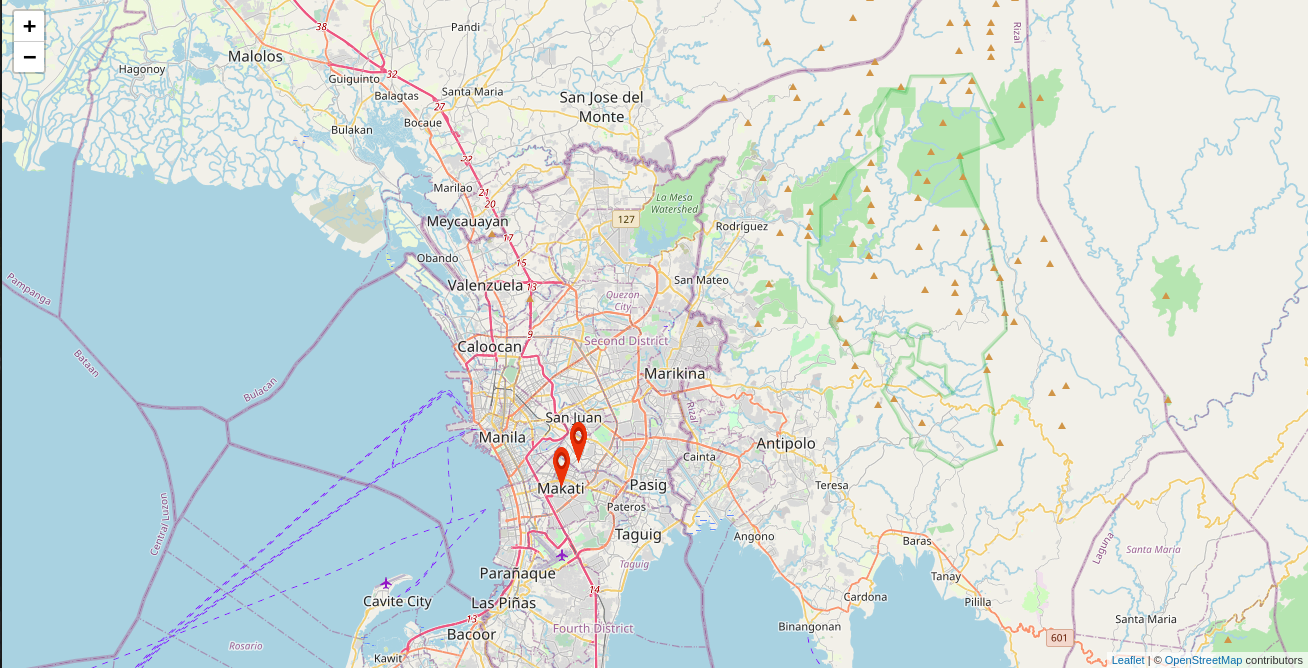 +
−
38
Pandi
Rizal
Malolos
Hagonoy
Guiguinto
32
Balagtas
Santa Maria
San Jose del
Monte
27
Bocaue
Bulakan
22
Marilao
21
20
La Mesa
Watershed
Meycauayan
127
Rodriguez
17
Obando
15
San Mateo
Pampanga
Valenzuela
13
Quezon
City
9
Second District
Caloocan
Bataan
Marikina
Bulacan
Rizal
San Juan
Manila
Antipolo
Cainta
Makati
Pasig
Teresa
Pateros
Central Luzon
Taguig
Angono
Baras
Laguna
Santa Maria
Taguig
Parañaque
Tanay
14
Cardona
Cavite City
Las Piñas
Pililla
13
Santa Maria
Binangonan
Fourth District
Bacoor
601
Rosario
Kawit
Leaflet | © OpenStreetMap contributors